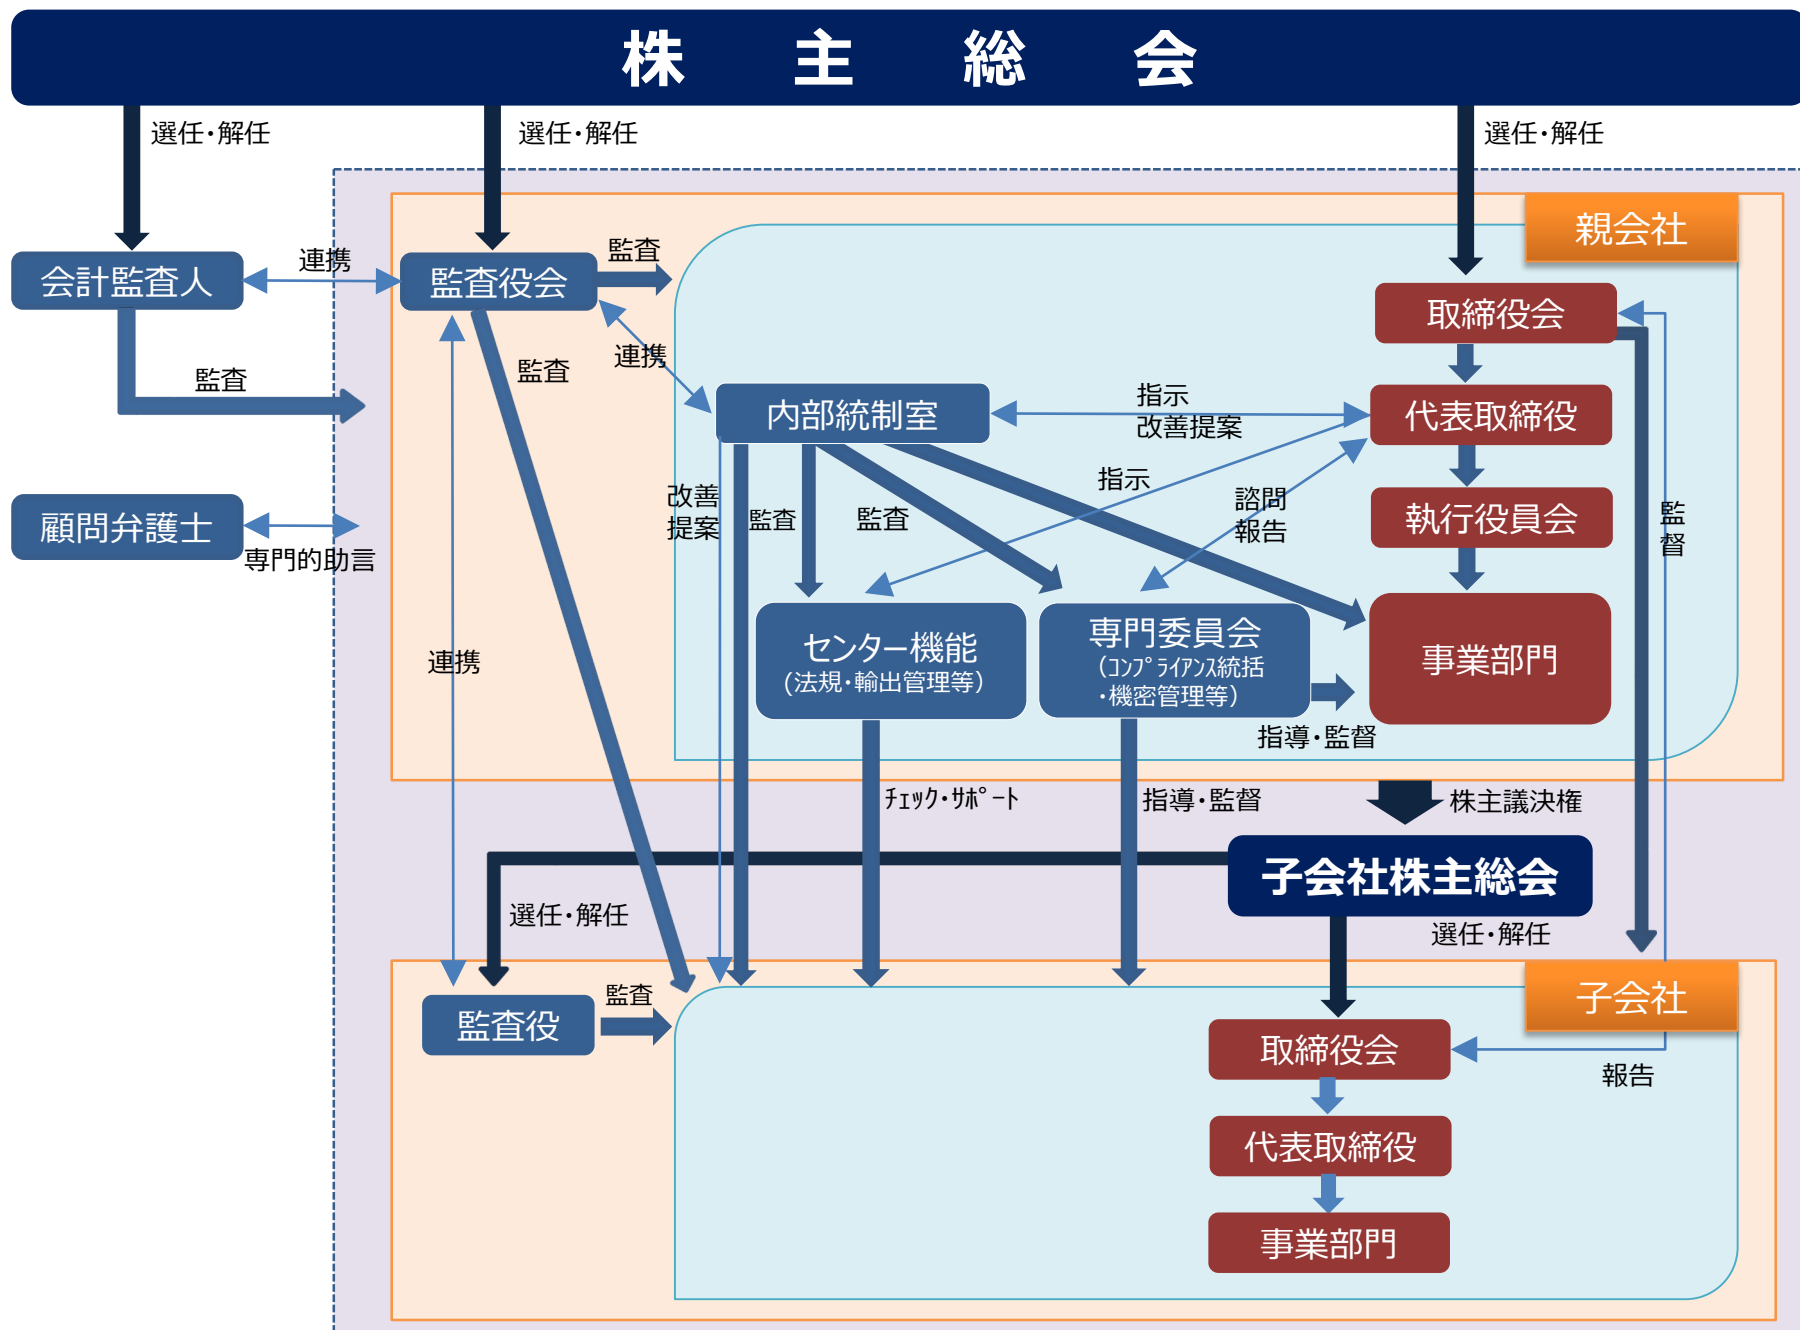 株主総会
選任・解任
選任・解任
選任・解任
親会社
会計監査人
連携
監査役会
監査
取締役会
監査
監査
連携
内部統制室
指示
改善提案
代表取締役
顧問弁護士
専門的助言
改善
提案
監査
監査
指示
諮問
報告
執行役員会
監
督
連携
センター機能
(法規・輸出管理等)
専門委員会
(ｺﾝﾌﾟﾗｲｱﾝｽ統括
・機密管理等)
事業部門
指導・監督
ﾁｪｯｸ・ｻﾎﾟｰﾄ
指導・監督
株主議決権
子会社株主総会
選任・解任
選任・解任
子会社
監査役
監査
取締役会
報告
代表取締役
事業部門